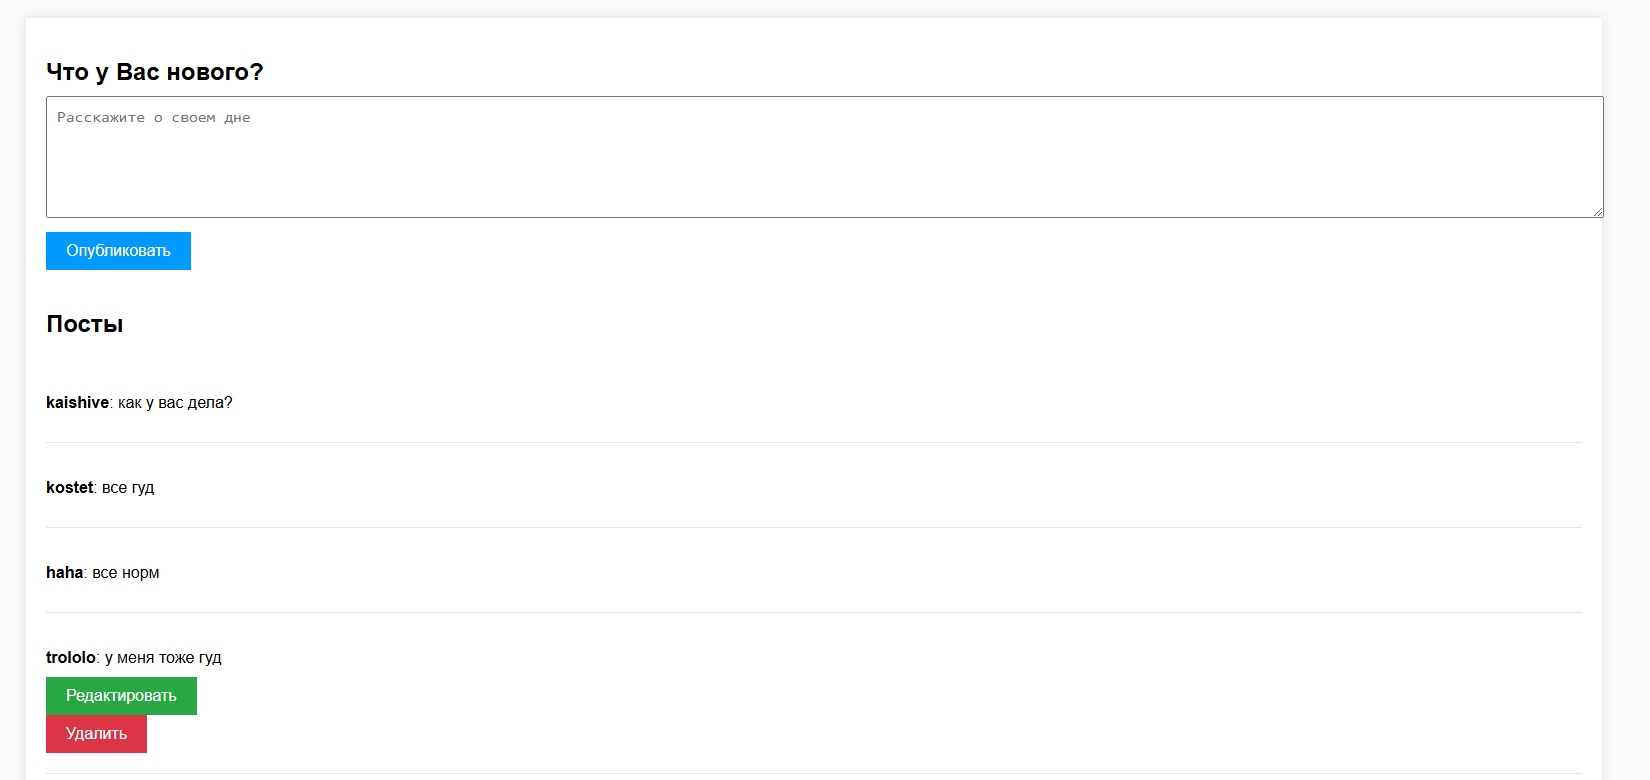 Что у Вас нового?
Расскажите о своем дне
Опубликовать
Посты
kaishive: как у вас дела?
kostet: все гуд
haha: все норм
trololo: у меня тоже гуд
Редактировать
Удалить